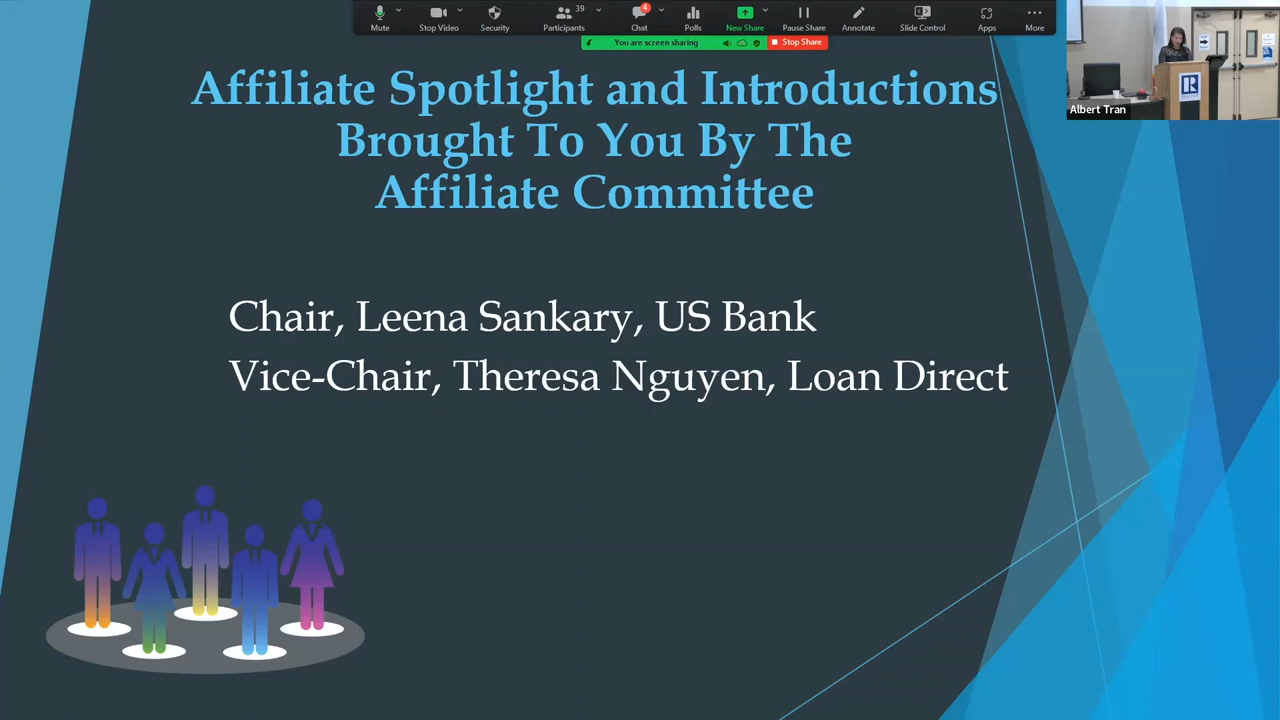 Mute
Stop Video
Security
Participants
39
Chat
4
Polls
New Share
Pause Share
Annotate
Slide Control
Apps
More
You are screen sharing
Stop Share
Albert Tran
R
Affiliate Spotlight and Introductions
Brought To You By The
Affiliate Committee
Chair, Leena Sankary, US Bank
Vice-Chair, Theresa Nguyen, Loan Direct